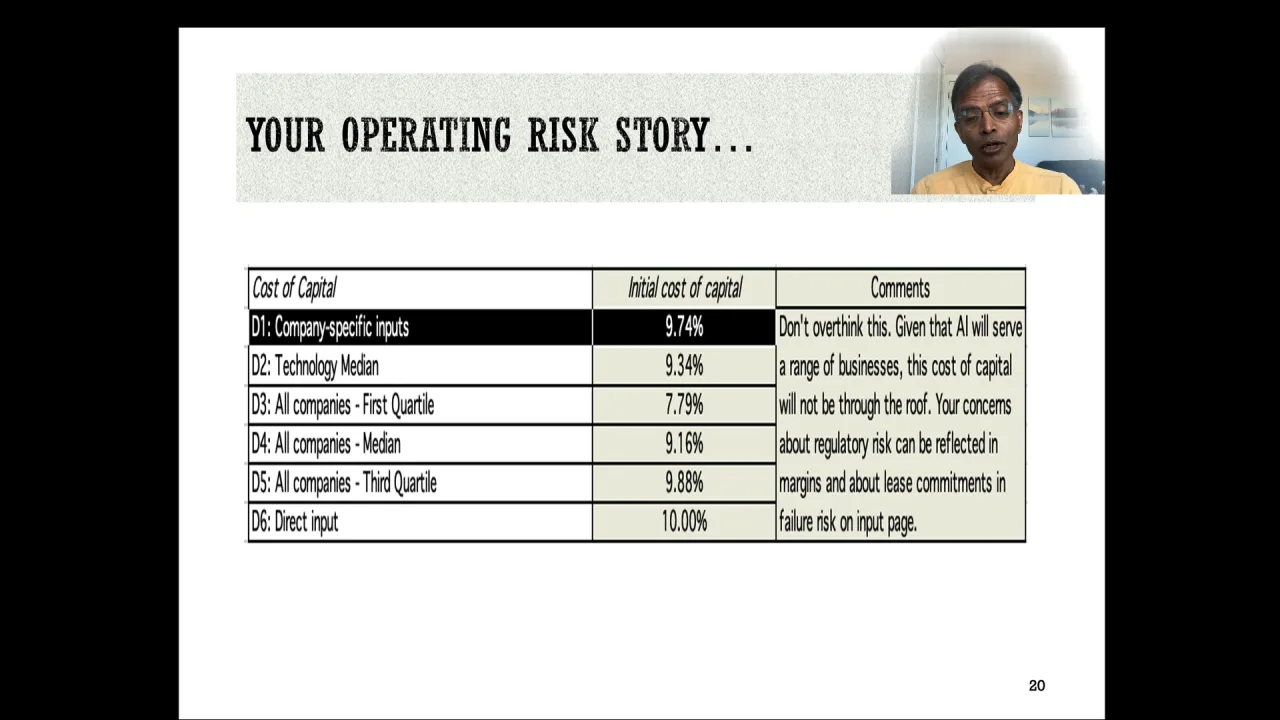 YOUR OPERATING RISK STORY...
Cost of Capital Initial cost of capital Comments
D1: Company-specific inputs 9.74% Don't overthink this. Given that AI will serve
D2: Technology Median 9.34% a range of businesses, this cost of capital
D3: All companies - First Quartile 7.79% will not be through the roof. Your concerns
D4: All companies - Median 9.16% about regulatory risk can be reflected in
D5: All companies - Third Quartile 9.88% margins and about lease commitments in
D6: Direct input 10.00% failure risk on input page.
20